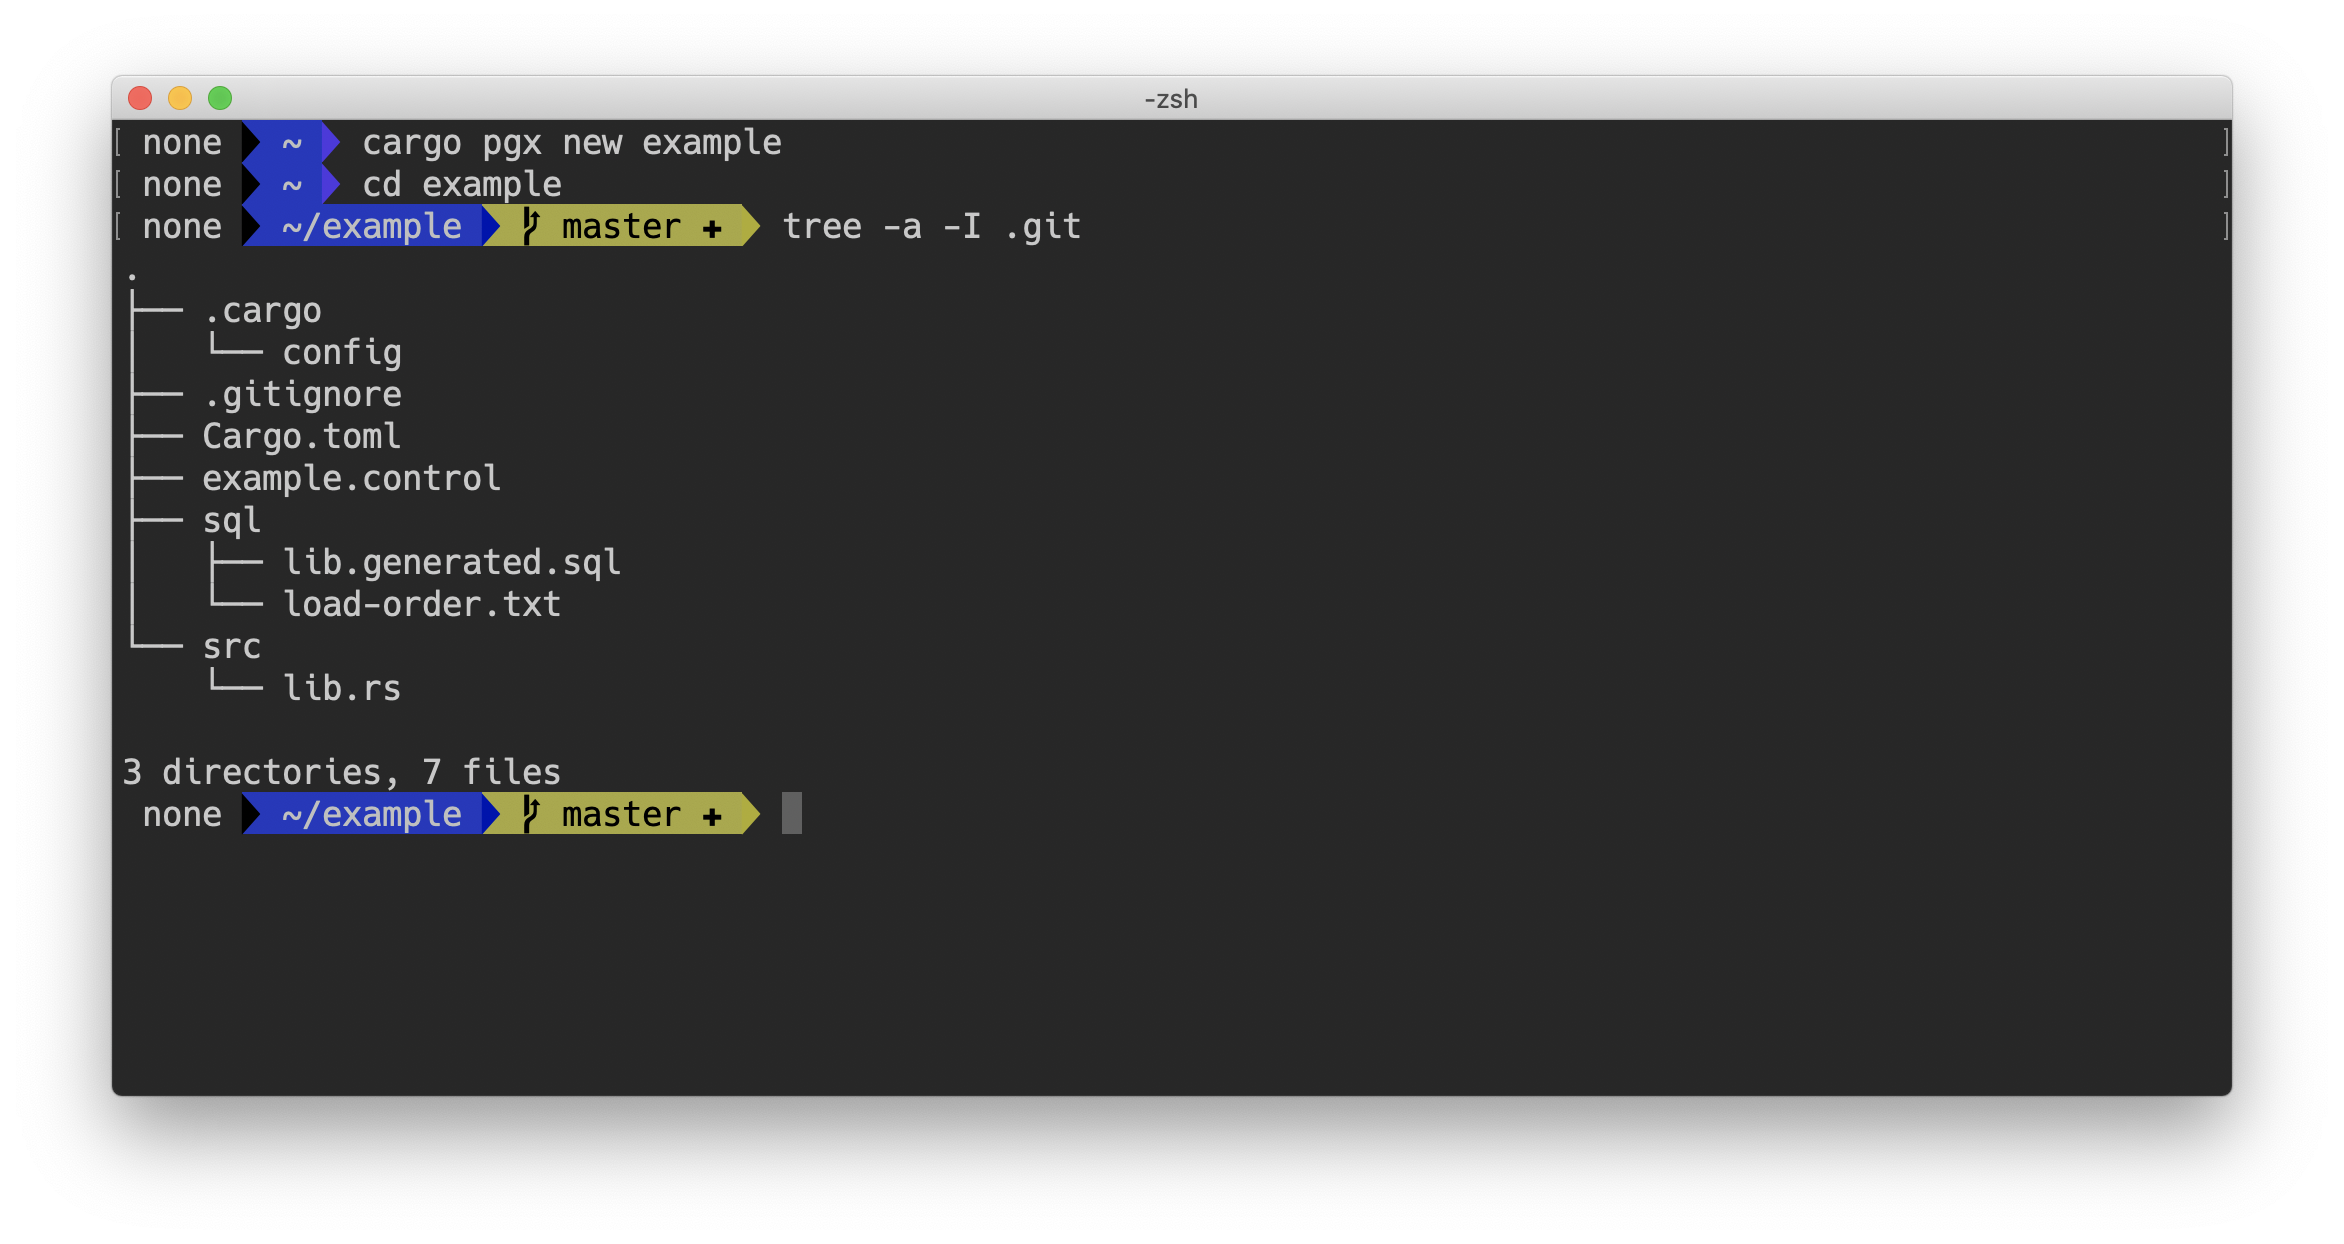 -zsh
none ~ cargo pgx new example
none ~ cd example
none ~/example master ✚ tree -a -I .git
.
├── .cargo
│   └── config
├── .gitignore
├── Cargo.toml
├── example.control
├── sql
│   ├── lib.generated.sql
│   └── load-order.txt
└── src
    └── lib.rs
3 directories, 7 files
none ~/example master ✚